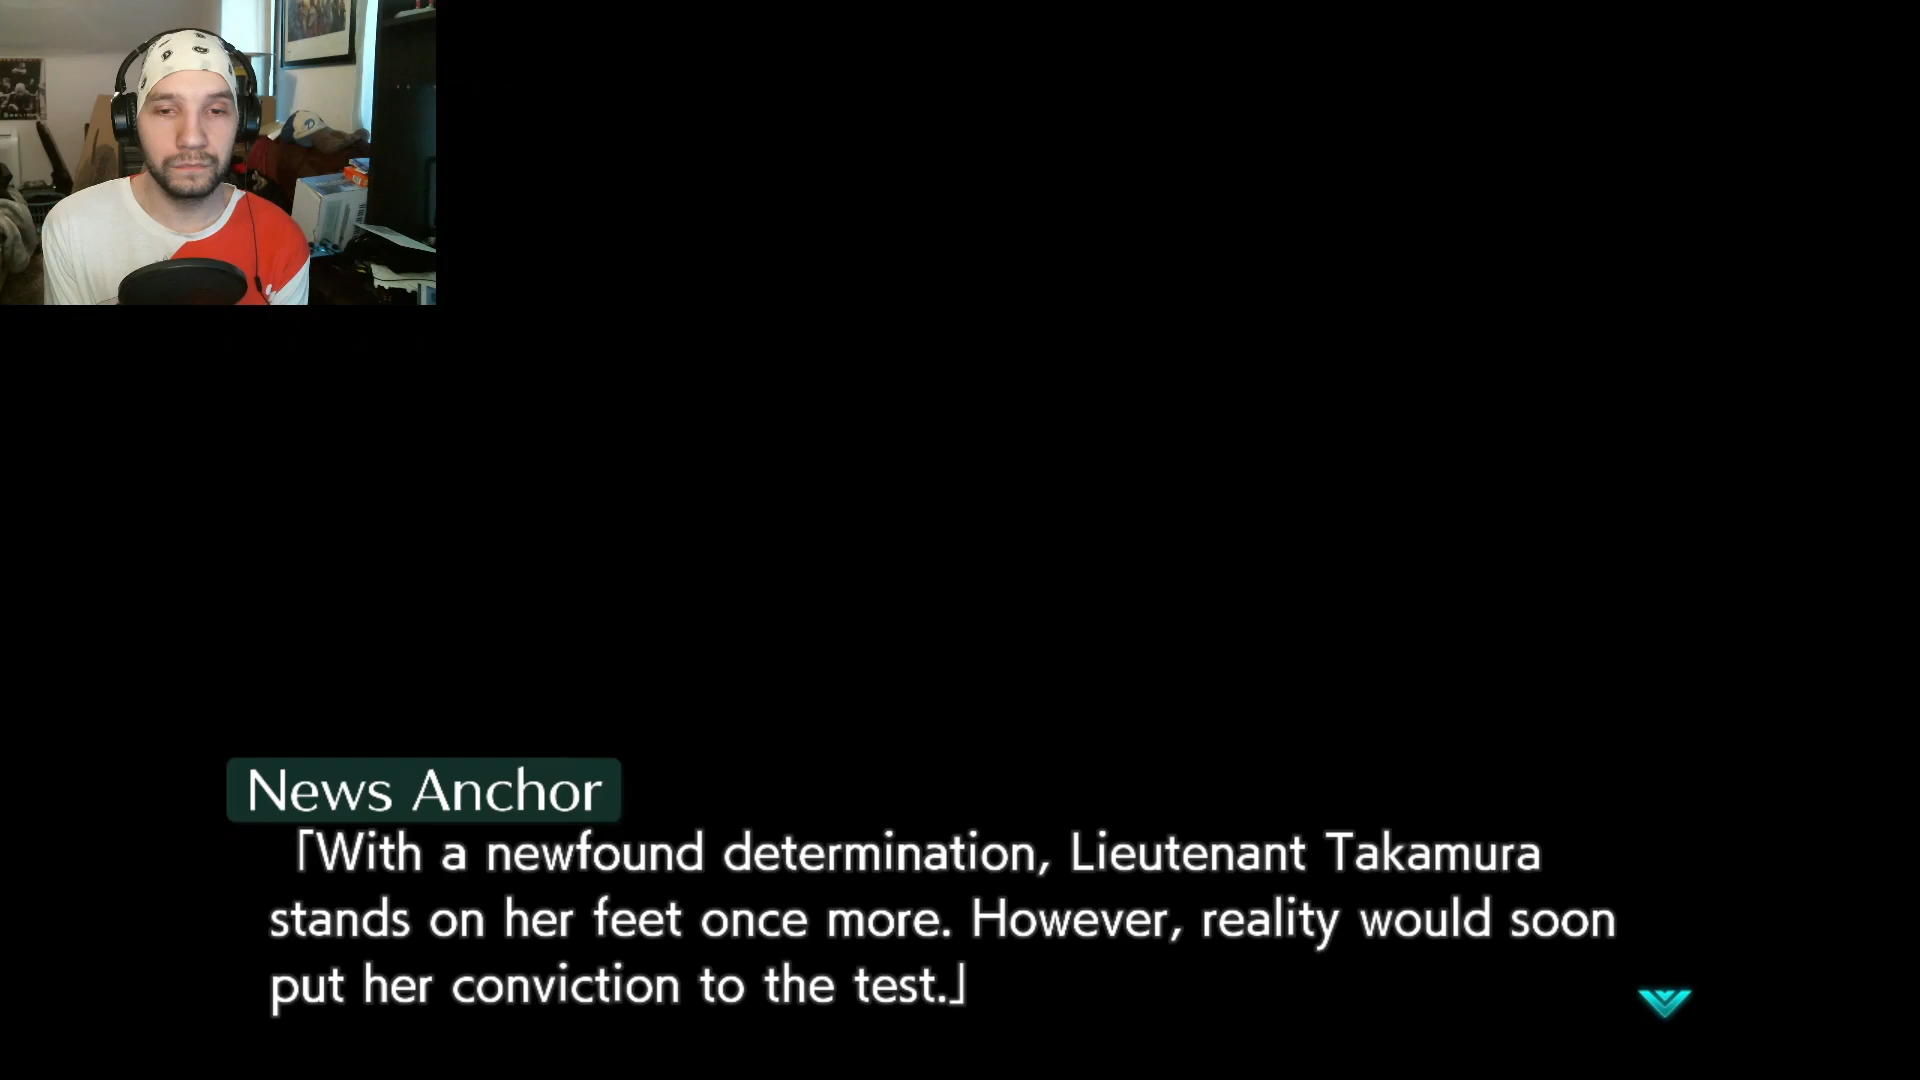 News Anchor
「With a newfound determination, Lieutenant Takamura
stands on her feet once more. However, reality would soon
put her conviction to the test.」